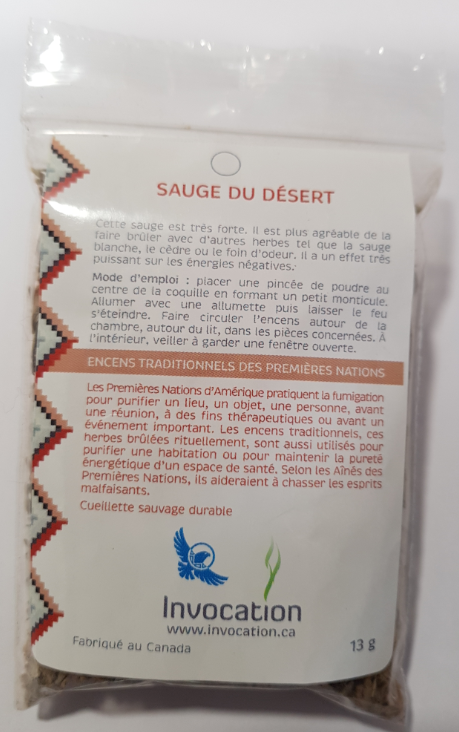 SAUGE DU DÉSERT
Cette sauge est très forte. Il est plus agréable de la
faire brûler avec d'autres herbes tel que la sauge
blanche, le cèdre ou le foin d'odeur. Il a un effet très
puissant sur les énergies négatives.
Mode d'emploi : placer une pincée de poudre au
centre de la coquille en formant un petit monticule.
Allumer avec une allumette puis laisser le feu
s'éteindre. Faire circuler l'encens autour de la
chambre, autour du lit, dans les pièces concernées. À
l'intérieur, veiller à garder une fenêtre ouverte.
ENCENS TRADITIONNELS DES PREMIÈRES NATIONS
Les Premières Nations d'Amérique pratiquent la fumigation
pour purifier un lieu, un objet, une personne, avant
une réunion, à des fins thérapeutiques ou avant un
événement important. Les encens traditionnels, ces
herbes brûlées rituellement, sont aussi utilisés pour
purifier une habitation ou pour maintenir la pureté
énergétique d'un espace de santé. Selon les Aînés des
Premières Nations, ils aideraient à chasser les esprits
malfaisants.
Cueillette sauvage durable
Invocation
www.invocation.ca
Fabriqué au Canada
13 g